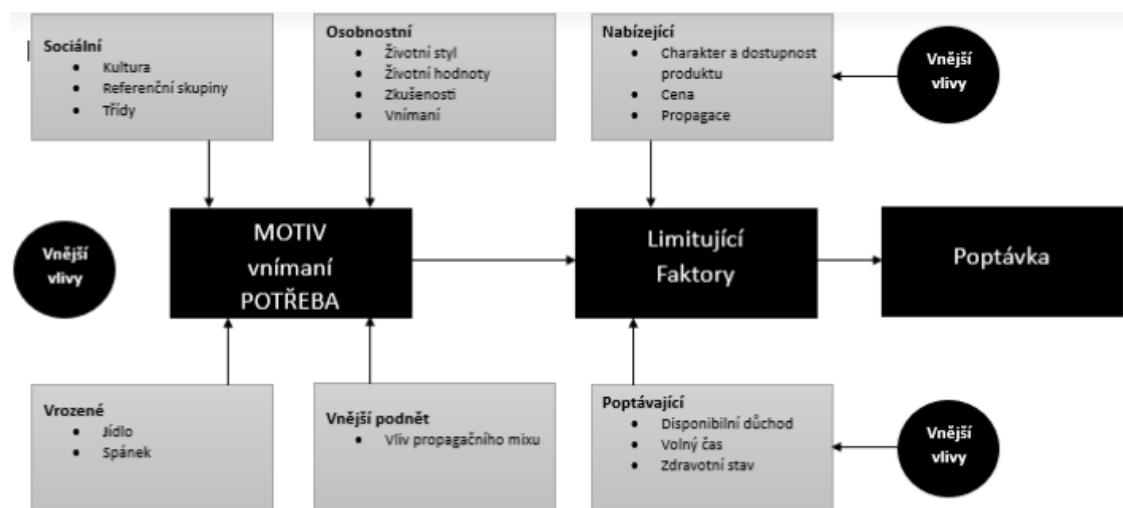 Sociální
• Kultura
• Referenční skupiny
• Třídy
Osobnostní
• Životní styl
• Životní hodnoty
• Zkušenosti
• Vnímaní
Nabízející
• Charakter a dostupnost
produktu
• Cena
• Propagace
Vnější
vlivy
Vnější
vlivy
MOTIV
vnímaní
POTŘEBA
Limitující
Faktory
Poptávka
Vrozené
• Jídlo
• Spánek
Vnější podnět
• Vliv propagačního mixu
Poptávající
• Disponibilní důchod
• Volný čas
• Zdravotní stav
Vnější
vlivy